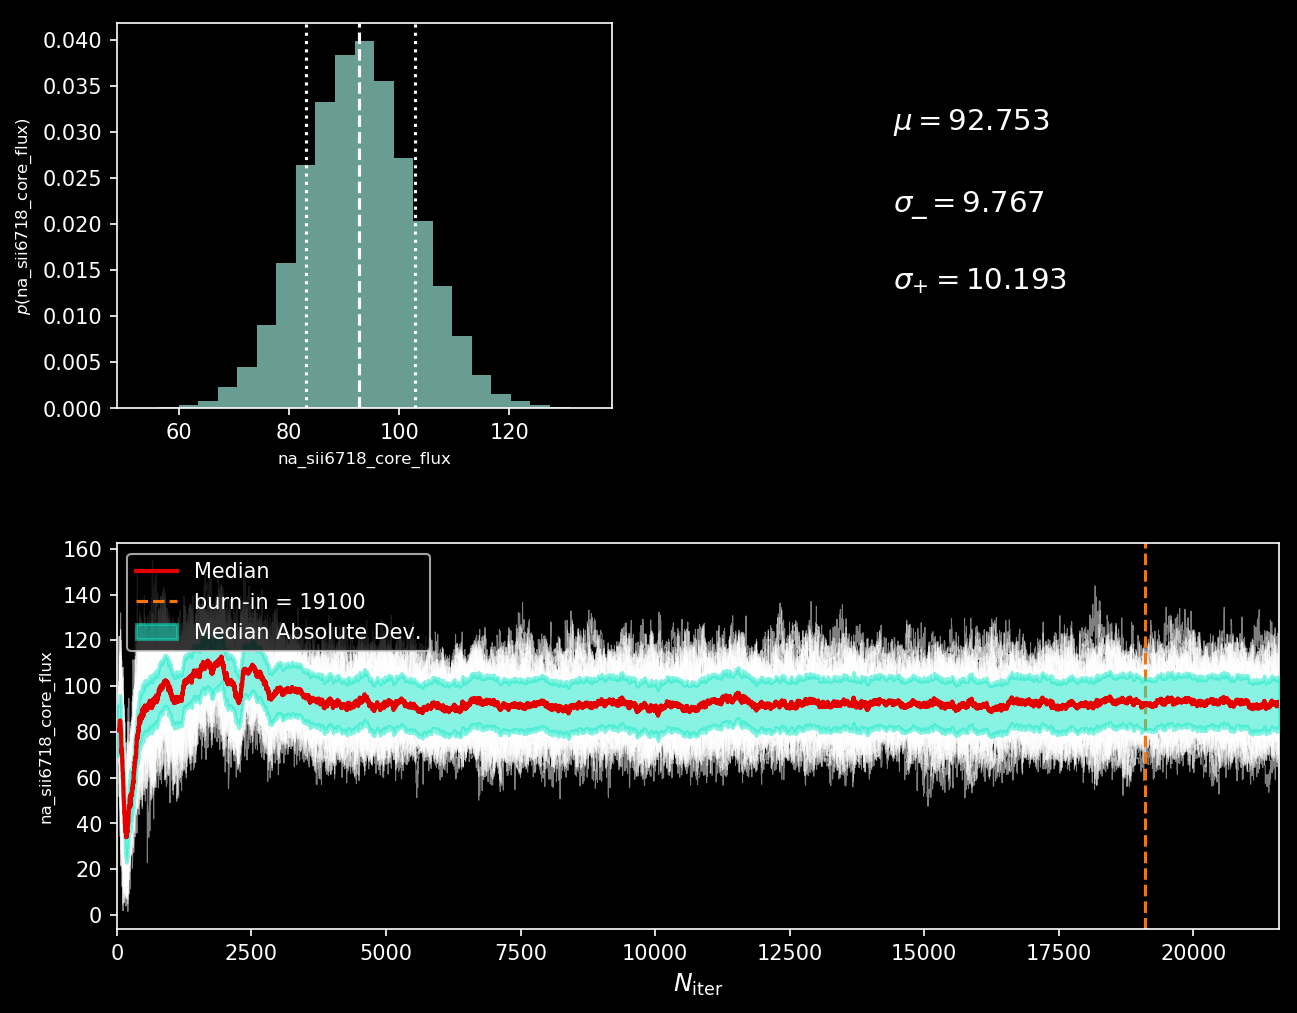 0.040
0.035
0.030
0.025
0.020
0.015
0.010
0.005
0.000
p(na_sii6718_core_flux)
60 80 100 120
na_sii6718_core_flux
μ = 92.753
σ₋ = 9.767
σ₊ = 10.193
160
140
120
100
80
60
40
20
0
na_sii6718_core_flux
Median
burn-in = 19100
Median Absolute Dev.
0 2500 5000 7500 10000 12500 15000 17500 20000
N_iter